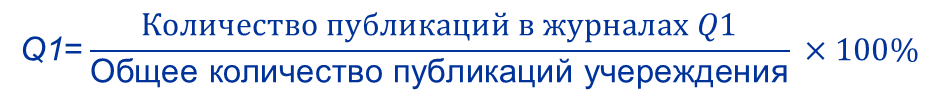 Количество публикаций в журналах Q1
Q1= × 100%
Общее количество публикаций учереждения